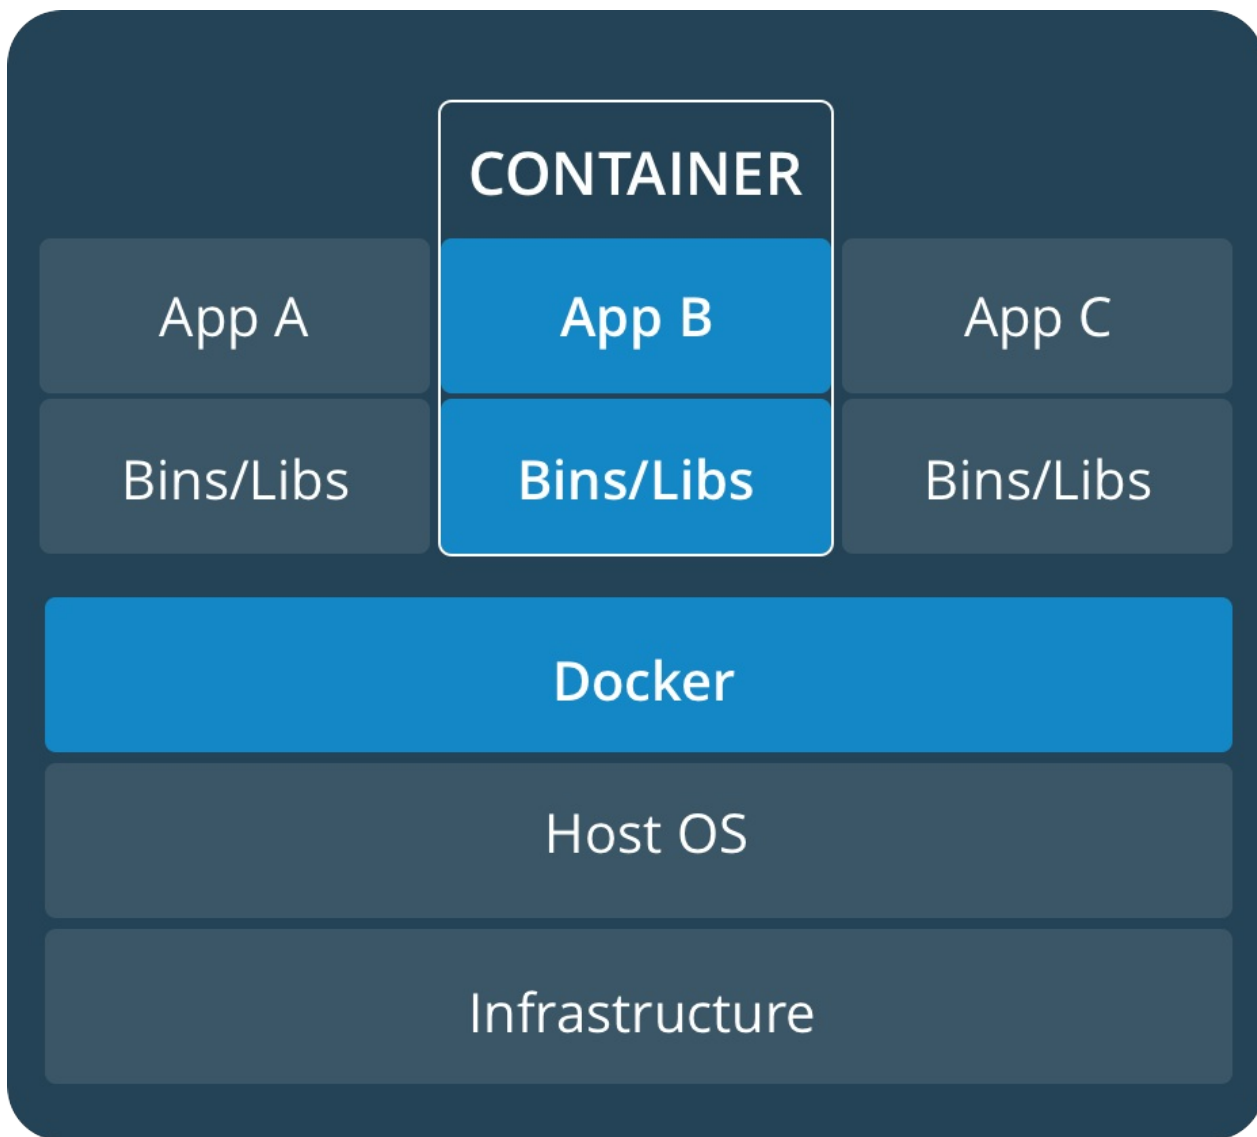 CONTAINER
App A
App B
App C
Bins/Libs
Bins/Libs
Bins/Libs
Docker
Host OS
Infrastructure